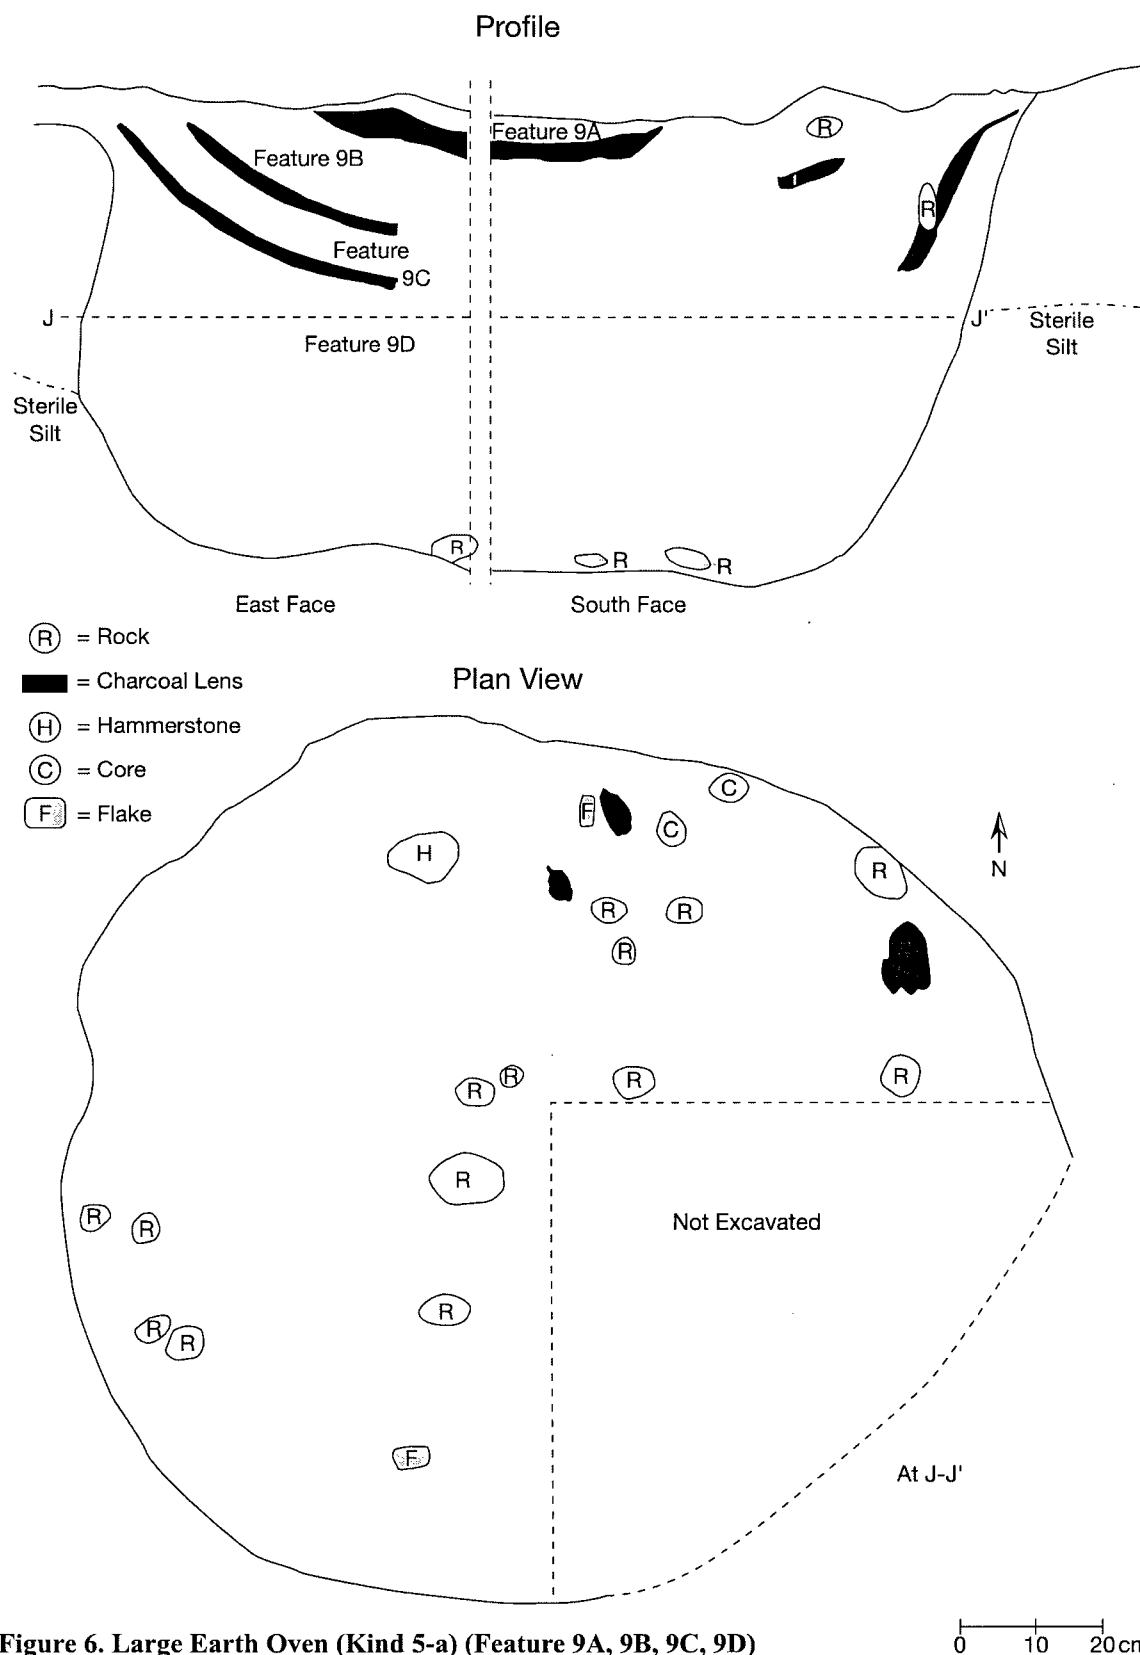 Profile
Feature 9A
R
Feature 9B
R
Feature
9C
J
J'
Sterile
Silt
Feature 9D
Sterile
Silt
R
R
R
East Face
South Face
R = Rock
= Charcoal Lens
H = Hammerstone
C = Core
F = Flake
Plan View
C
F
C
H
R
N
R
R
R
R
R
R
R
R
R
R
Not Excavated
R
R
R
R
F
At J-J'
Figure 6. Large Earth Oven (Kind 5-a) (Feature 9A, 9B, 9C, 9D)
0 10 20 cm